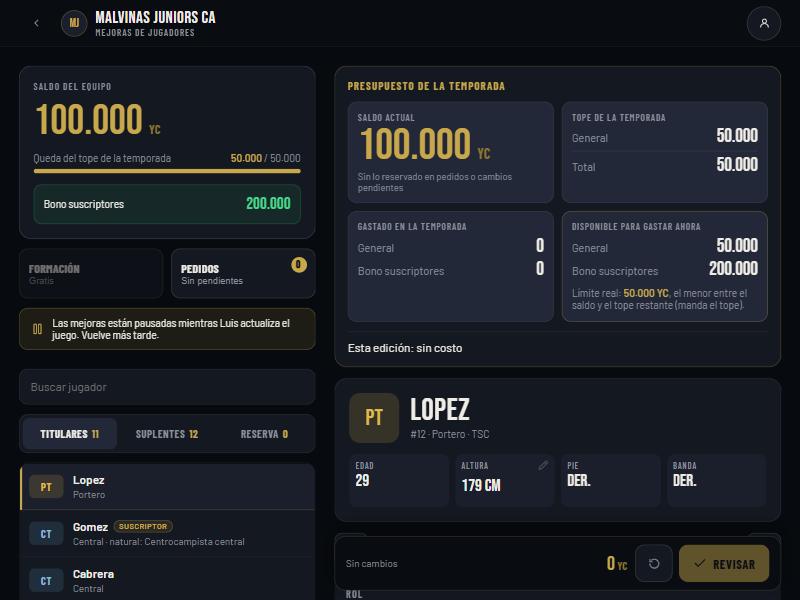 MJ
MALVINAS JUNIORS CA
MEJORAS DE JUGADORES
SALDO DEL EQUIPO
100.000 YC
Queda del tope de la temporada 50.000 / 50.000
Bono suscriptores 200.000
FORMACIÓN
Gratis
PEDIDOS 0
Sin pendientes
Las mejoras están pausadas mientras Luis actualiza el
juego. Vuelve más tarde.
Buscar jugador
TITULARES 11 SUPLENTES 12 RESERVA 0
PT Lopez
Portero
CT Gomez SUSCRIPTOR
Central · natural: Centrocampista central
CT Cabrera
Central
PRESUPUESTO DE LA TEMPORADA
SALDO ACTUAL
100.000 YC
Sin lo reservado en pedidos o cambios
pendientes
TOPE DE LA TEMPORADA
General 50.000
Total 50.000
GASTADO EN LA TEMPORADA
General 0
Bono suscriptores 0
DISPONIBLE PARA GASTAR AHORA
General 50.000
Bono suscriptores 200.000
Límite real: 50.000 YC, el menor entre el
saldo y el tope restante (manda el tope).
Esta edición: sin costo
PT LOPEZ
#12 · Portero · TSC
EDAD
29
ALTURA
179 CM
PIE
DER.
BANDA
DER.
Sin cambios 0 YC REVISAR
ROL